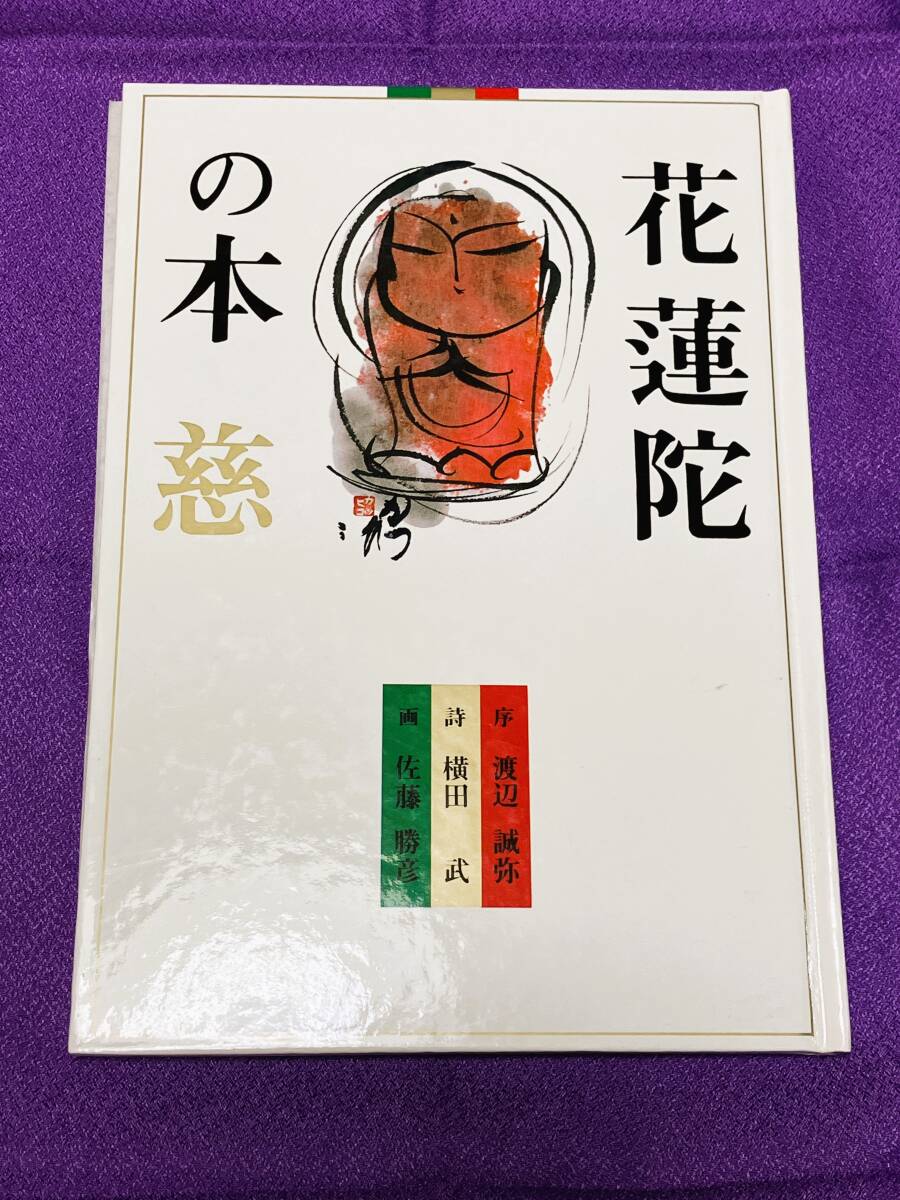 花蓮陀
の本 慈
序 渡辺 誠弥
詩 横田 武
画 佐藤 勝彦